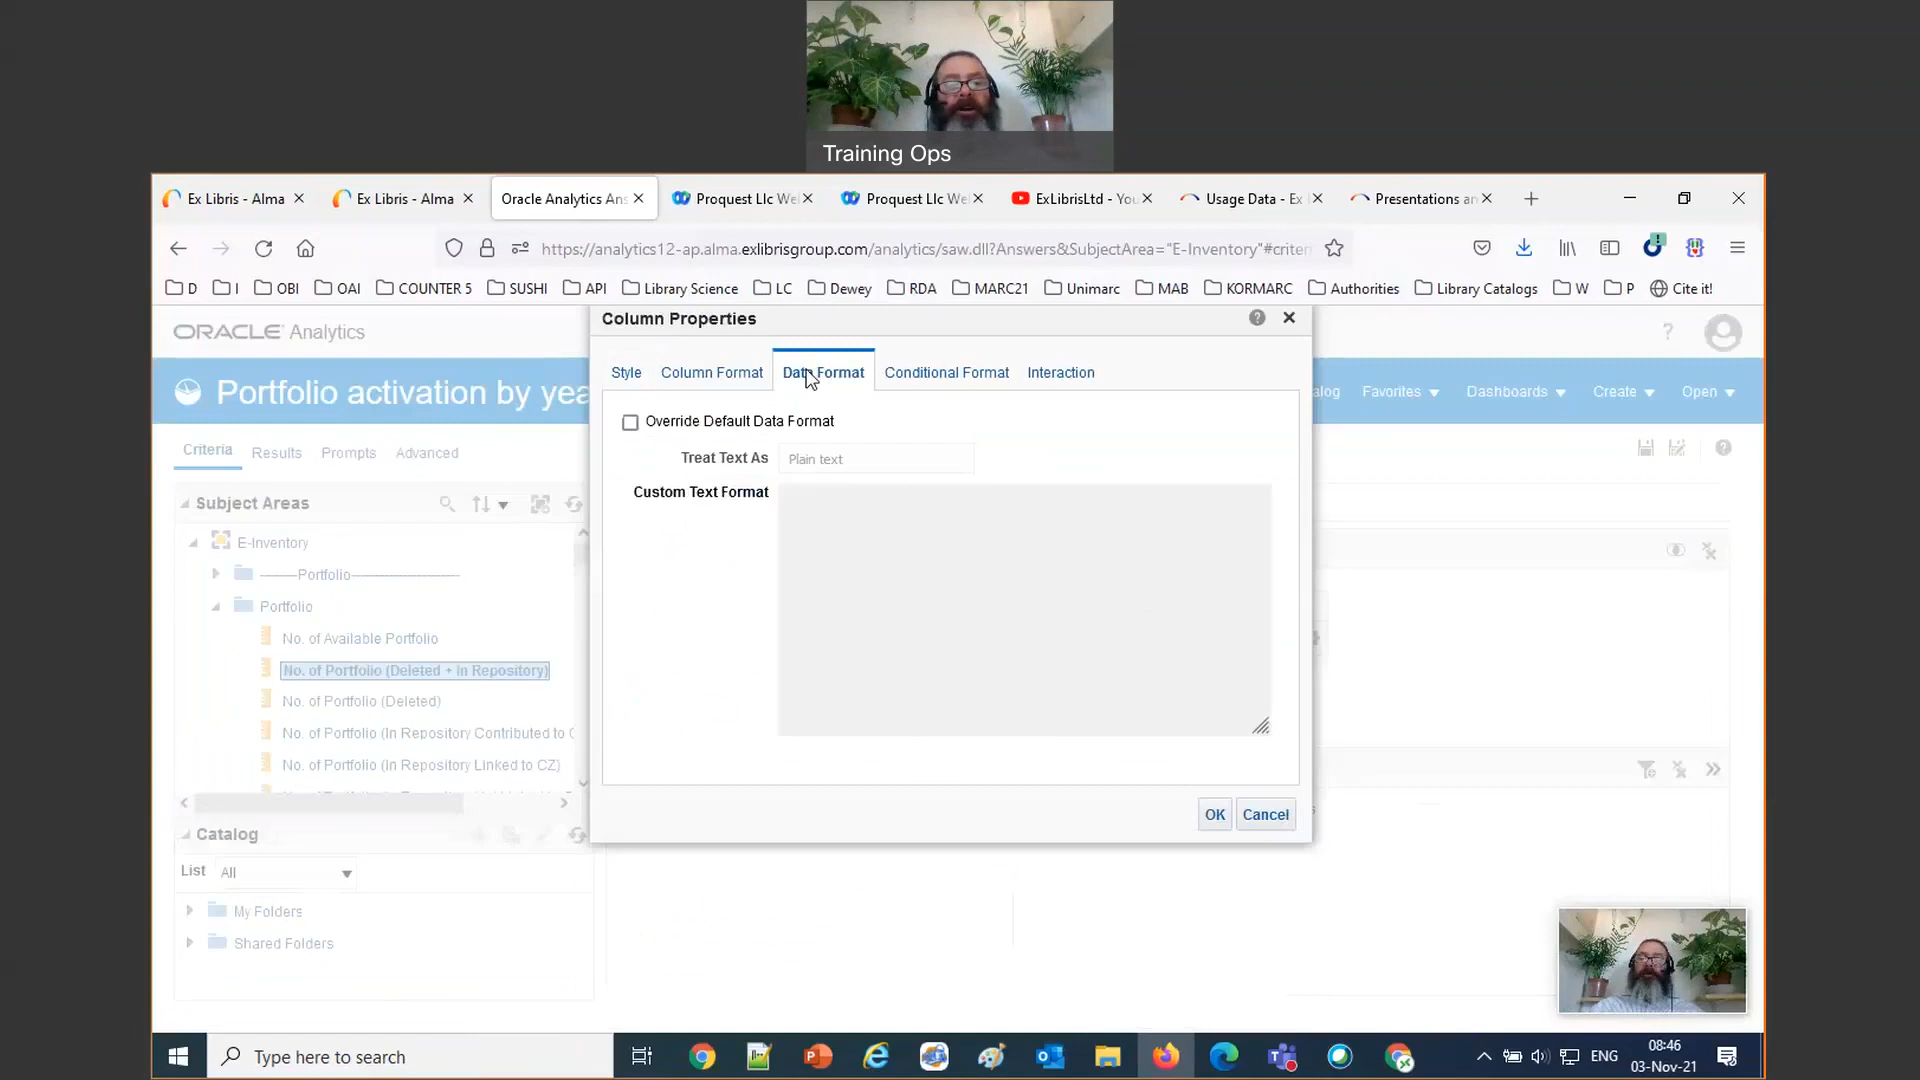 Training Ops
Ex Libris - Alma
Ex Libris - Alma
Oracle Analytics Ans
Proquest Llc We
Proquest Llc We
ExLibrisLtd - You
Usage Data - Ex
Presentations an
https://analytics12-ap.alma.exlibrisgroup.com/analytics/saw.dll?Answers&SubjectArea="E-Inventory"#criter
D
I
OBI
OAI
COUNTER 5
SUSHI
API
Library Science
LC
Dewey
RDA
MARC21
Unimarc
MAB
KORMARC
Authorities
Library Catalogs
W
P
Cite it!
ORACLE Analytics
Column Properties
Portfolio activation by yea
alog
Favorites
Dashboards
Create
Open
Style
Column Format
Data Format
Conditional Format
Interaction
Criteria
Results
Prompts
Advanced
Override Default Data Format
Treat Text As
Plain text
Custom Text Format
Subject Areas
E-Inventory
Portfolio
Portfolio
No. of Available Portfolio
No. of Portfolio (Deleted + In Repository)
No. of Portfolio (Deleted)
No. of Portfolio (In Repository Contributed to C
No. of Portfolio (In Repository Linked to CZ)
OK
Cancel
Catalog
List
All
My Folders
Shared Folders
Type here to search
ENG
08:46
03-Nov-21